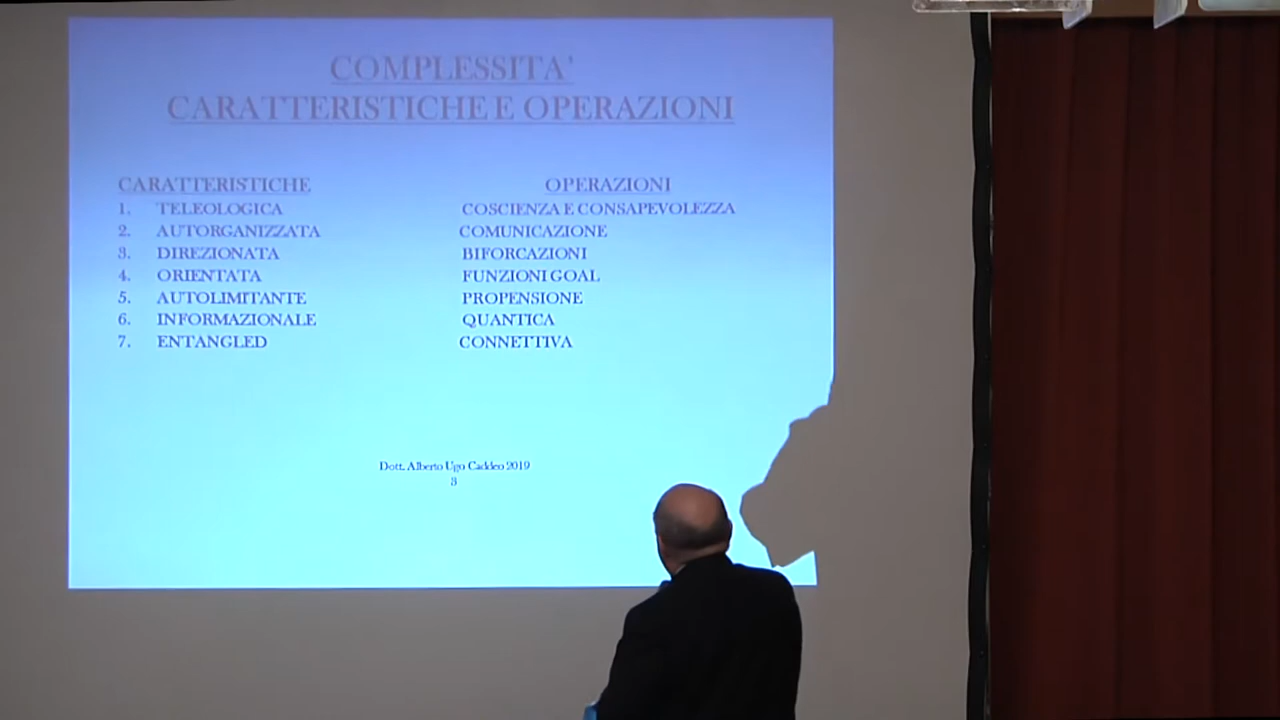 COMPLESSITA'
CARATTERISTICHE E OPERAZIONI
CARATTERISTICHE OPERAZIONI
1. TELEOLOGICA COSCIENZA E CONSAPEVOLEZZA
2. AUTORGANIZZATA COMUNICAZIONE
3. DIREZIONATA BIFORCAZIONI
4. ORIENTATA FUNZIONI GOAL
5. AUTOLIMITANTE PROPENSIONE
6. INFORMAZIONALE QUANTICA
7. ENTANGLED CONNETTIVA
Dott. Alberto Ugo Caddeo 2019
3